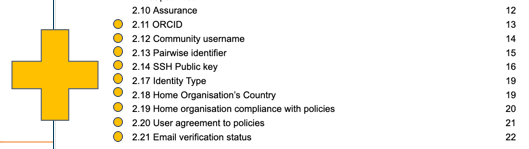 2.10 Assurance 12
2.11 ORCID 13
2.12 Community username 14
2.13 Pairwise identifier 15
2.14 SSH Public key 16
2.17 Identity Type 19
2.18 Home Organisation's Country 19
2.19 Home organisation compliance with policies 20
2.20 User agreement to policies 21
2.21 Email verification status 22